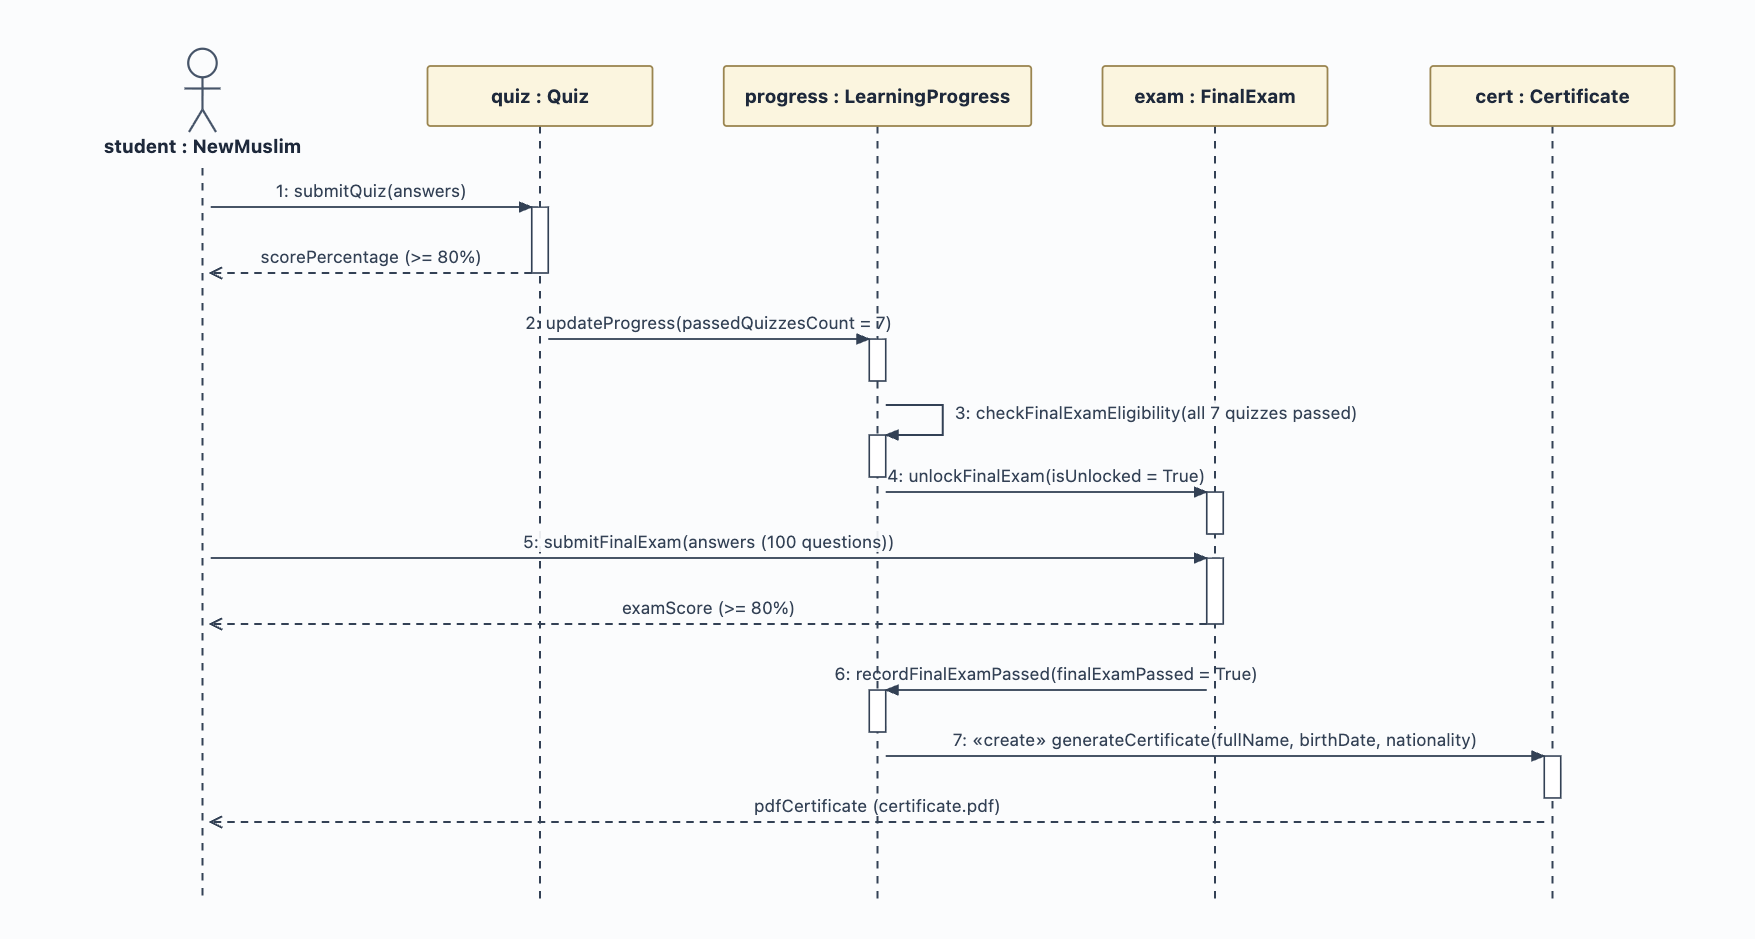 student : NewMuslim
quiz : Quiz
progress : LearningProgress
exam : FinalExam
cert : Certificate
1: submitQuiz(answers)
scorePercentage (>= 80%)
2: updateProgress(passedQuizzesCount = 7)
3: checkFinalExamEligibility(all 7 quizzes passed)
4: unlockFinalExam(isUnlocked = True)
5: submitFinalExam(answers (100 questions))
examScore (>= 80%)
6: recordFinalExamPassed(finalExamPassed = True)
7: «create» generateCertificate(fullName, birthDate, nationality)
pdfCertificate (certificate.pdf)